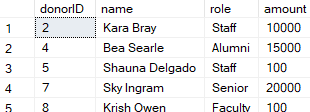 donorID name role amount
1 2 Kara Bray Staff 10000
2 4 Bea Searle Alumni 15000
3 5 Shauna Delgado Staff 100
4 7 Sky Ingram Senior 20000
5 8 Krish Owen Faculty 100